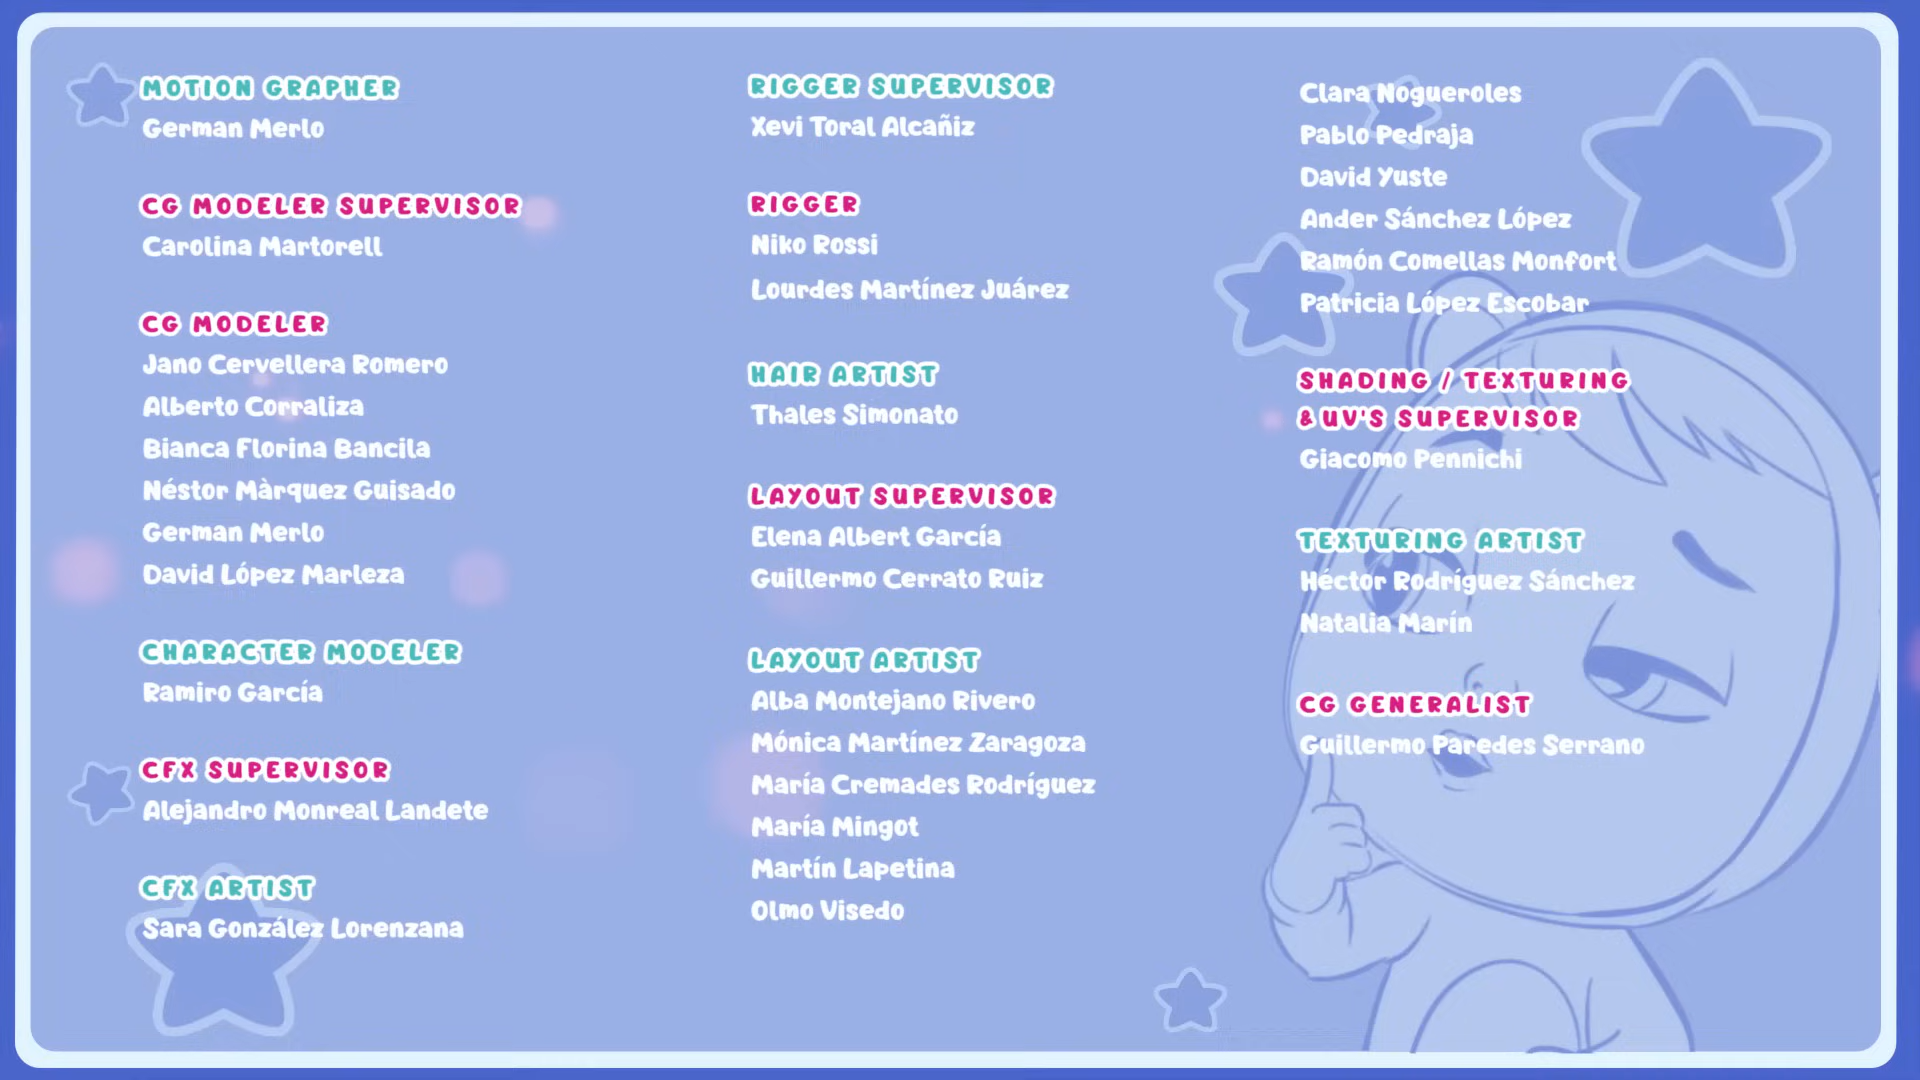 MOTION GRAPHER
German Merlo
CG MODELER SUPERVISOR
Carolina Martorell
CG MODELER
Jano Cervellera Romero
Alberto Corraliza
Bianca Florina Bancila
Néstor Màrquez Guisado
German Merlo
David López Marleza
CHARACTER MODELER
Ramiro García
CFX SUPERVISOR
Alejandro Monreal Landete
CFX ARTIST
Sara González Lorenzana
RIGGER SUPERVISOR
Xevi Toral Alcañiz
RIGGER
Niko Rossi
Lourdes Martínez Juárez
HAIR ARTIST
Thales Simonato
LAYOUT SUPERVISOR
Elena Albert García
Guillermo Cerrato Ruiz
LAYOUT ARTIST
Alba Montejano Rivero
Mónica Martínez Zaragoza
María Cremades Rodríguez
María Mingot
Martín Lapetina
Olmo Visedo
Clara Nogueroles
Pablo Pedraja
David Yuste
Ander Sánchez López
Ramón Comellas Monfort
Patricia López Escobar
SHADING / TEXTURING
& UV'S SUPERVISOR
Giacomo Pennichi
TEXTURING ARTIST
Héctor Rodríguez Sánchez
Natalia Marín
CG GENERALIST
Guillermo Paredes Serrano